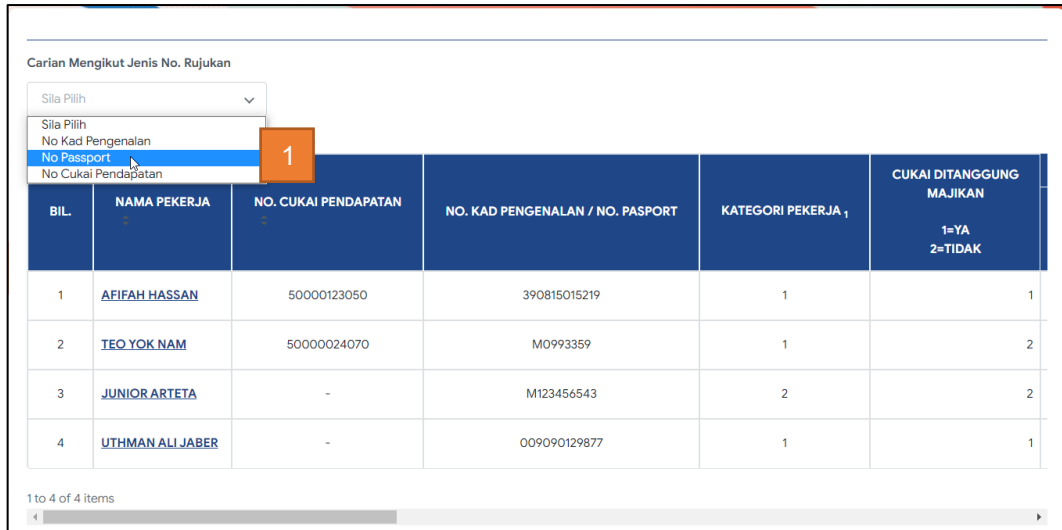 Carian Mengikut Jenis No. Rujukan
Sila Pilih
Sila Pilih
No Kad Pengenalan
No Passport
No Cukai Pendapatan
1
BIL.
NAMA PEKERJA
NO. CUKAI PENDAPATAN
NO. KAD PENGENALAN / NO. PASPORT
KATEGORI PEKERJA 1
CUKAI DITANGGUNG
MAJIKAN
1=YA
2=TIDAK
1 AFIFAH HASSAN 50000123050 390815015219 1 1
2 TEO YOK NAM 50000024070 M0993359 1 2
3 JUNIOR ARTETA - M123456543 2 2
4 UTHMAN ALI JABER - 009090129877 1 1
1 to 4 of 4 items